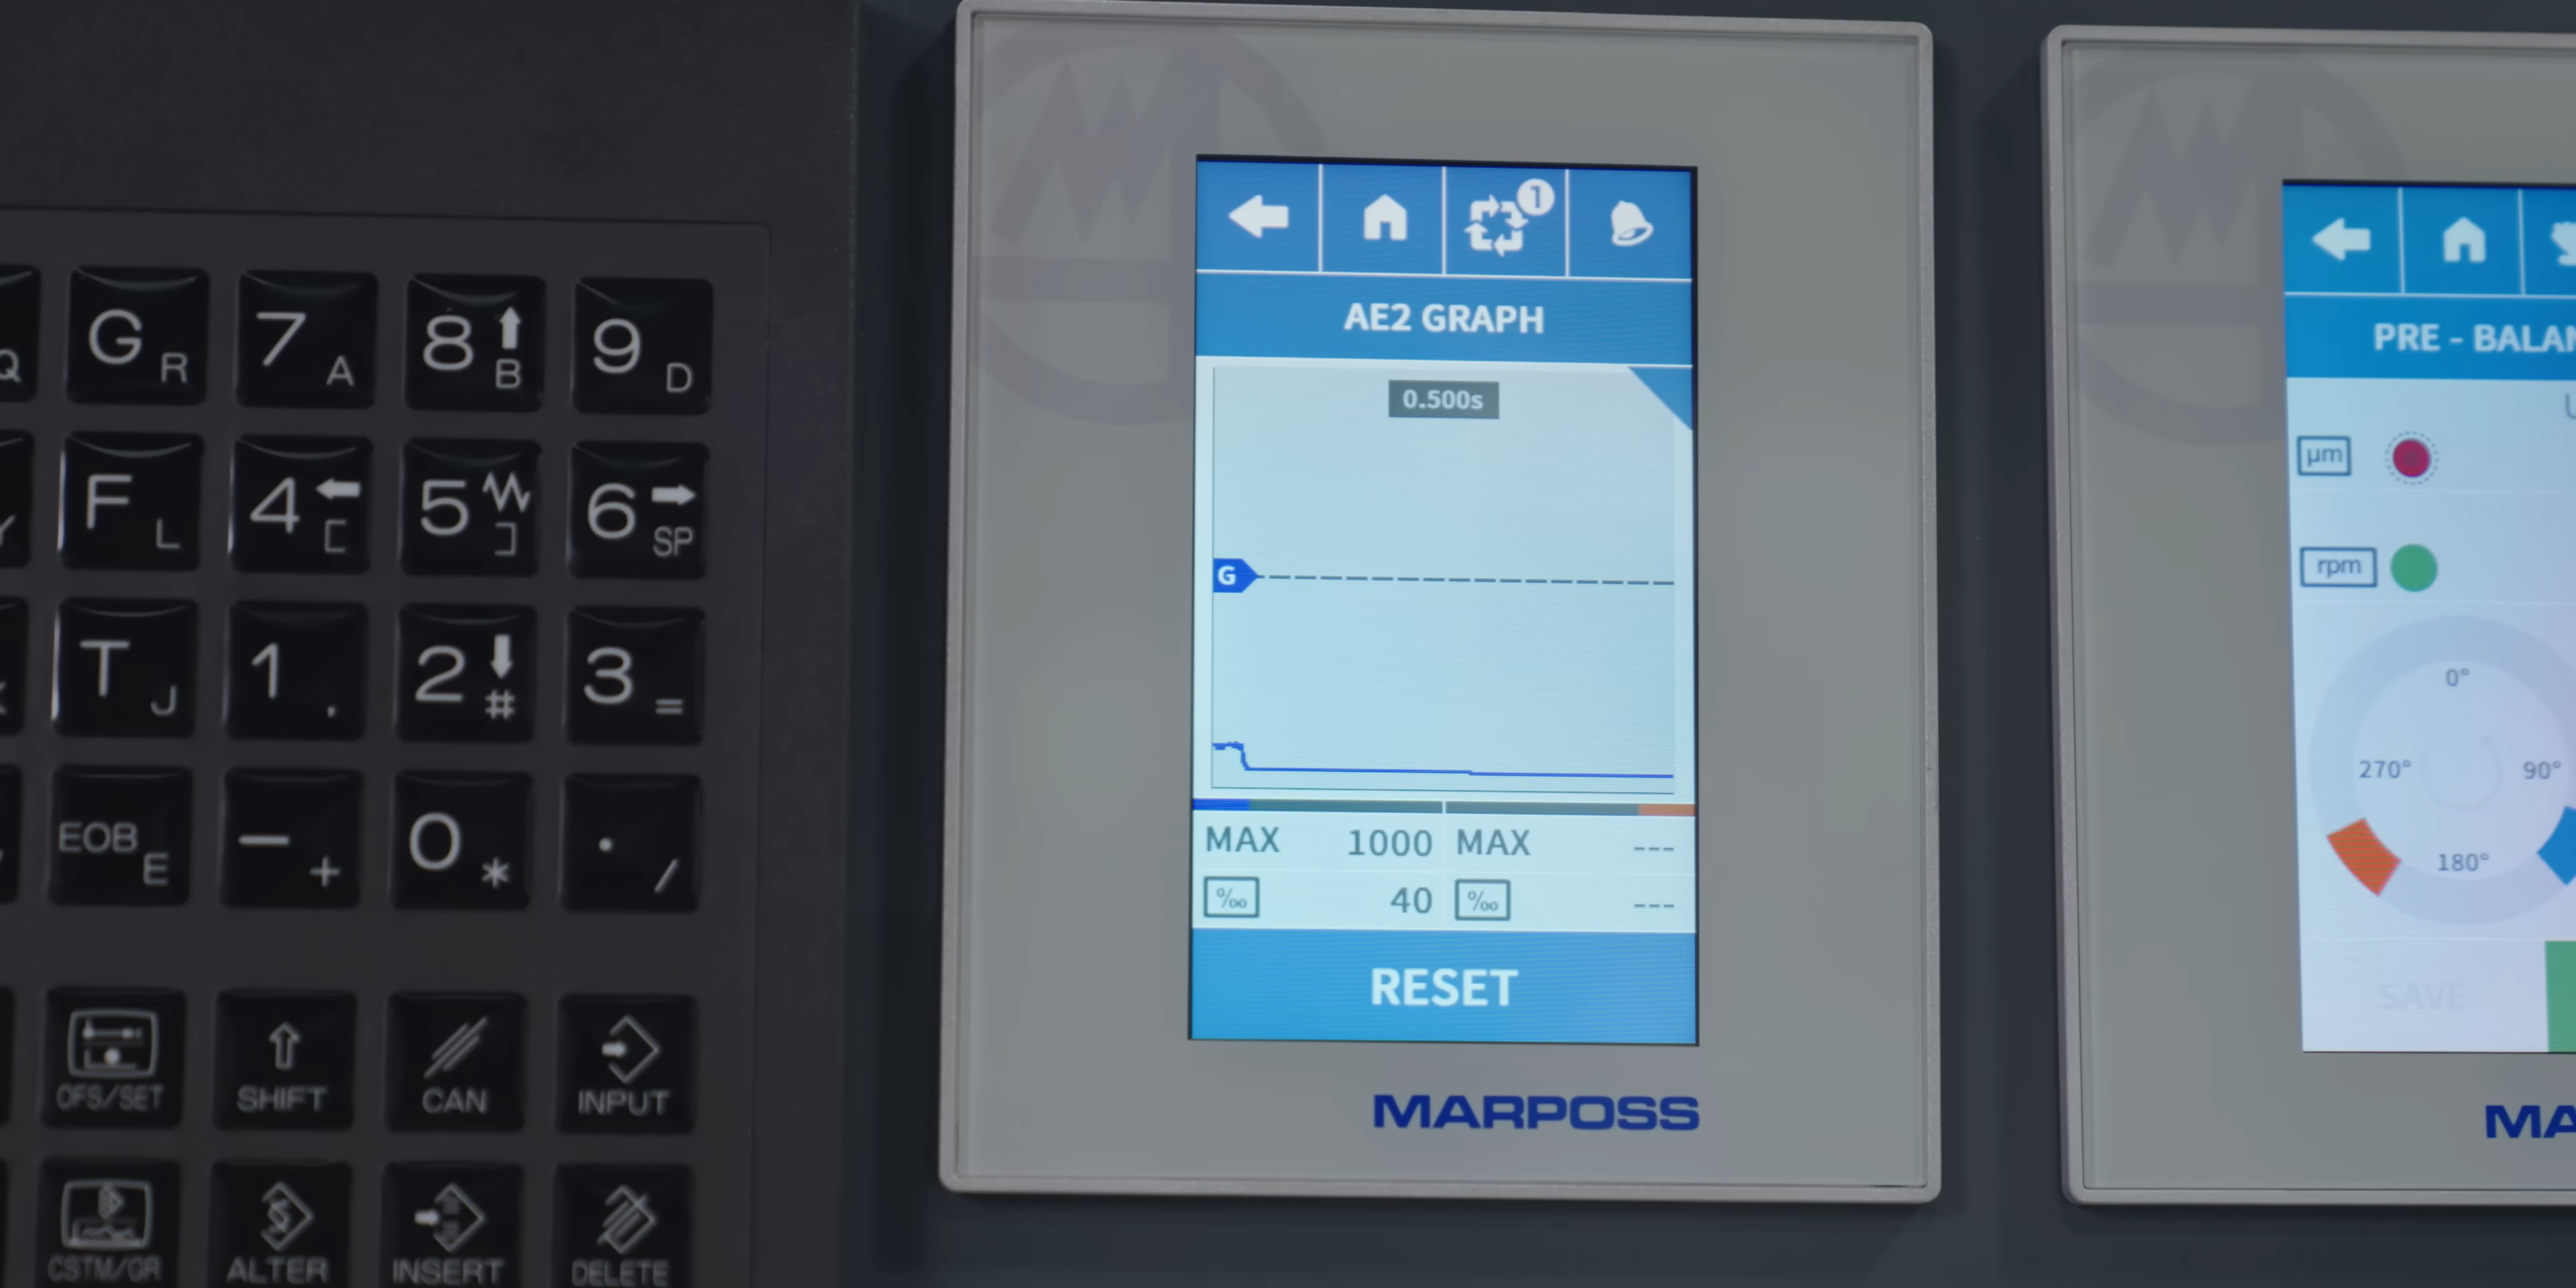 Q G R 7 A 8 B 9 D
Y F L 4 [ 5 ] 6 SP
K T J 1 , 2 # 3 =
EOB E - + 0 * . /
OFS/SET SHIFT CAN INPUT
CSTM/GR ALTER INSERT DELETE
1
AE2 GRAPH
0.500s
G
MAX 1000 MAX ---
‰ 40 ‰ ---
RESET
MARPOSS
PRE - BALAN
µm
rpm
0°
270° 90°
180°
SAVE
MA